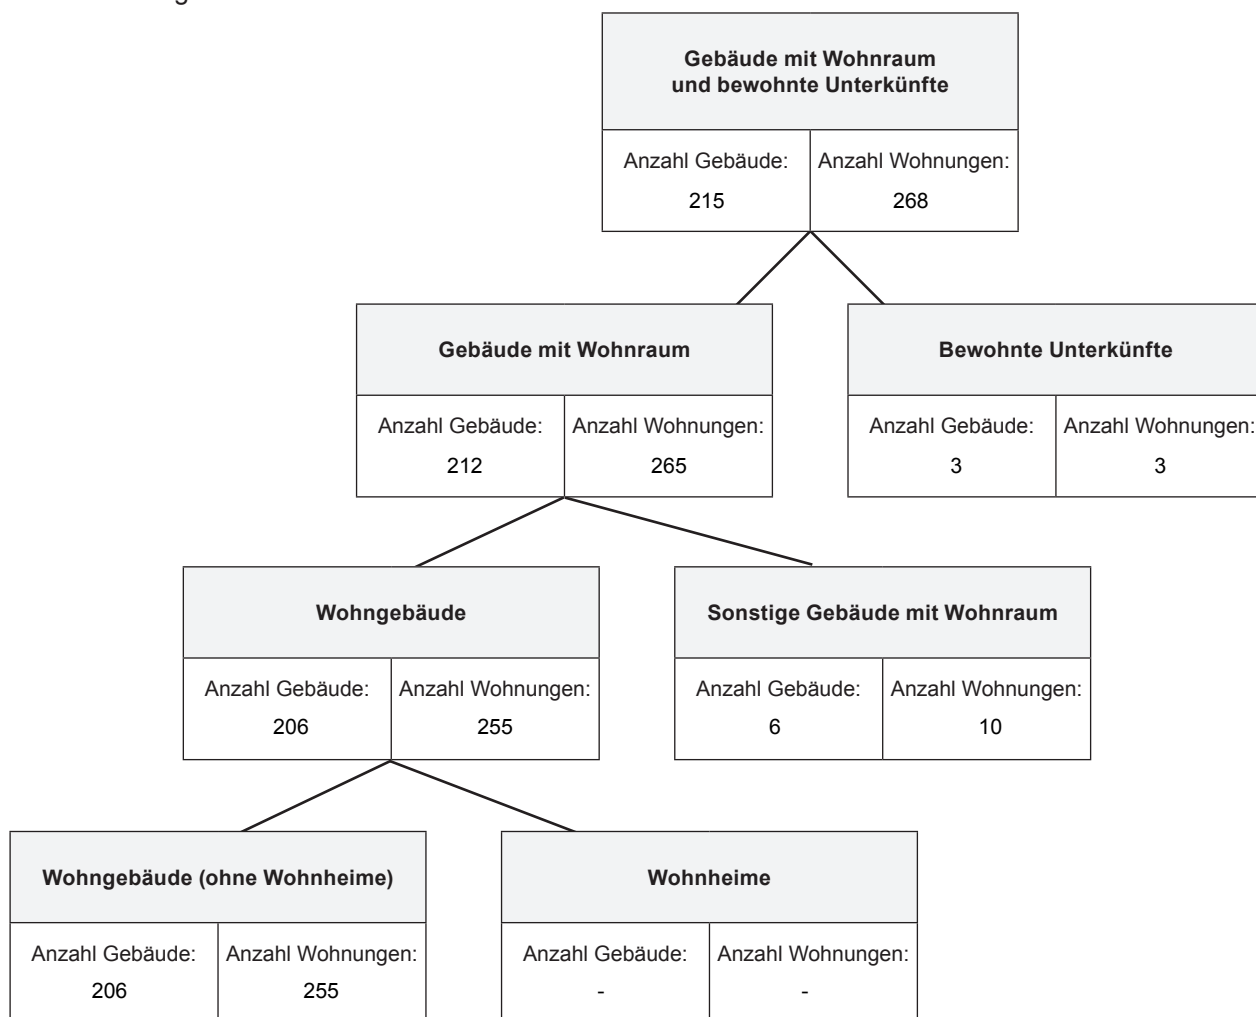 Gebäude mit Wohnraum
und bewohnte Unterkünfte
Anzahl Gebäude: Anzahl Wohnungen:
215 268
Gebäude mit Wohnraum
Anzahl Gebäude: Anzahl Wohnungen:
212 265
Bewohnte Unterkünfte
Anzahl Gebäude: Anzahl Wohnungen:
3 3
Wohngebäude
Anzahl Gebäude: Anzahl Wohnungen:
206 255
Sonstige Gebäude mit Wohnraum
Anzahl Gebäude: Anzahl Wohnungen:
6 10
Wohngebäude (ohne Wohnheime)
Anzahl Gebäude: Anzahl Wohnungen:
206 255
Wohnheime
Anzahl Gebäude: Anzahl Wohnungen:
- -